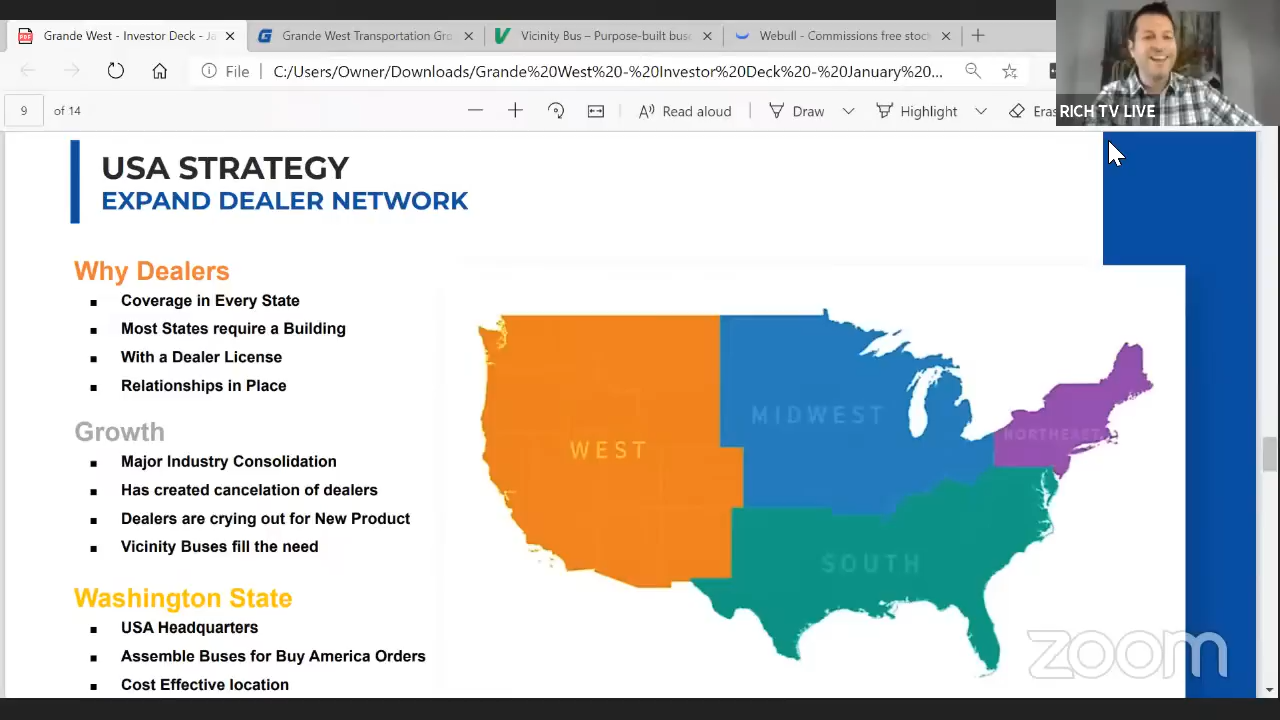 Grande West - Investor Deck - Ja
Grande West Transportation Gro
Vicinity Bus – Purpose-built buse
Webull - Commissions free stoc
File
C:/Users/Owner/Downloads/Grande%20West%20-%20Investor%20Deck%20-%20January%20...
9
of 14
Read aloud
Draw
Highlight
Eras
RICH TV LIVE
USA STRATEGY
EXPAND DEALER NETWORK
Why Dealers
Coverage in Every State
Most States require a Building
With a Dealer License
Relationships in Place
Growth
Major Industry Consolidation
Has created cancelation of dealers
Dealers are crying out for New Product
Vicinity Buses fill the need
Washington State
USA Headquarters
Assemble Buses for Buy America Orders
Cost Effective location
WEST
MIDWEST
NORTHEAST
SOUTH
zoom